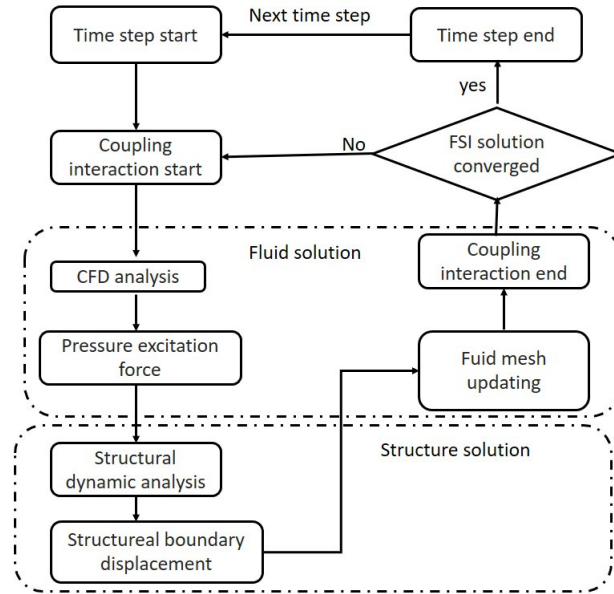 Next time step
Time step start
Time step end
yes
Coupling
interaction start
No
FSI solution
converged
Fluid solution
Coupling
interaction end
CFD analysis
Pressure excitation
force
Fuid mesh
updating
Structure solution
Structural
dynamic analysis
Structureal boundary
displacement